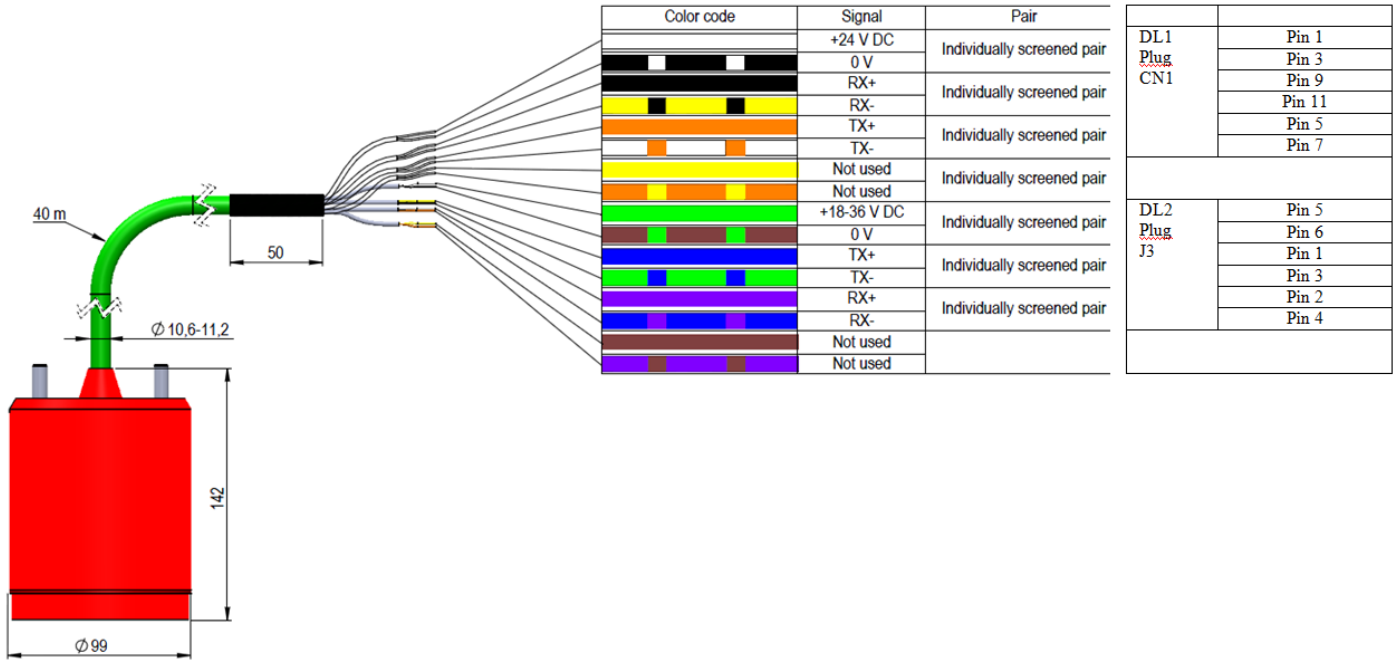 Color code Signal Pair
+24 V DC Individually screened pair
0 V
RX+ Individually screened pair
RX-
TX+ Individually screened pair
TX-
Not used Individually screened pair
Not used
+18-36 V DC Individually screened pair
0 V
TX+ Individually screened pair
TX-
RX+ Individually screened pair
RX-
Not used
Not used
DL1 Pin 1
Plug Pin 3
CN1 Pin 9
Pin 11
Pin 5
Pin 7
DL2 Pin 5
Plug Pin 6
J3 Pin 1
Pin 3
Pin 2
Pin 4
40 m
50
Ø 10,6-11,2
142
Ø 99